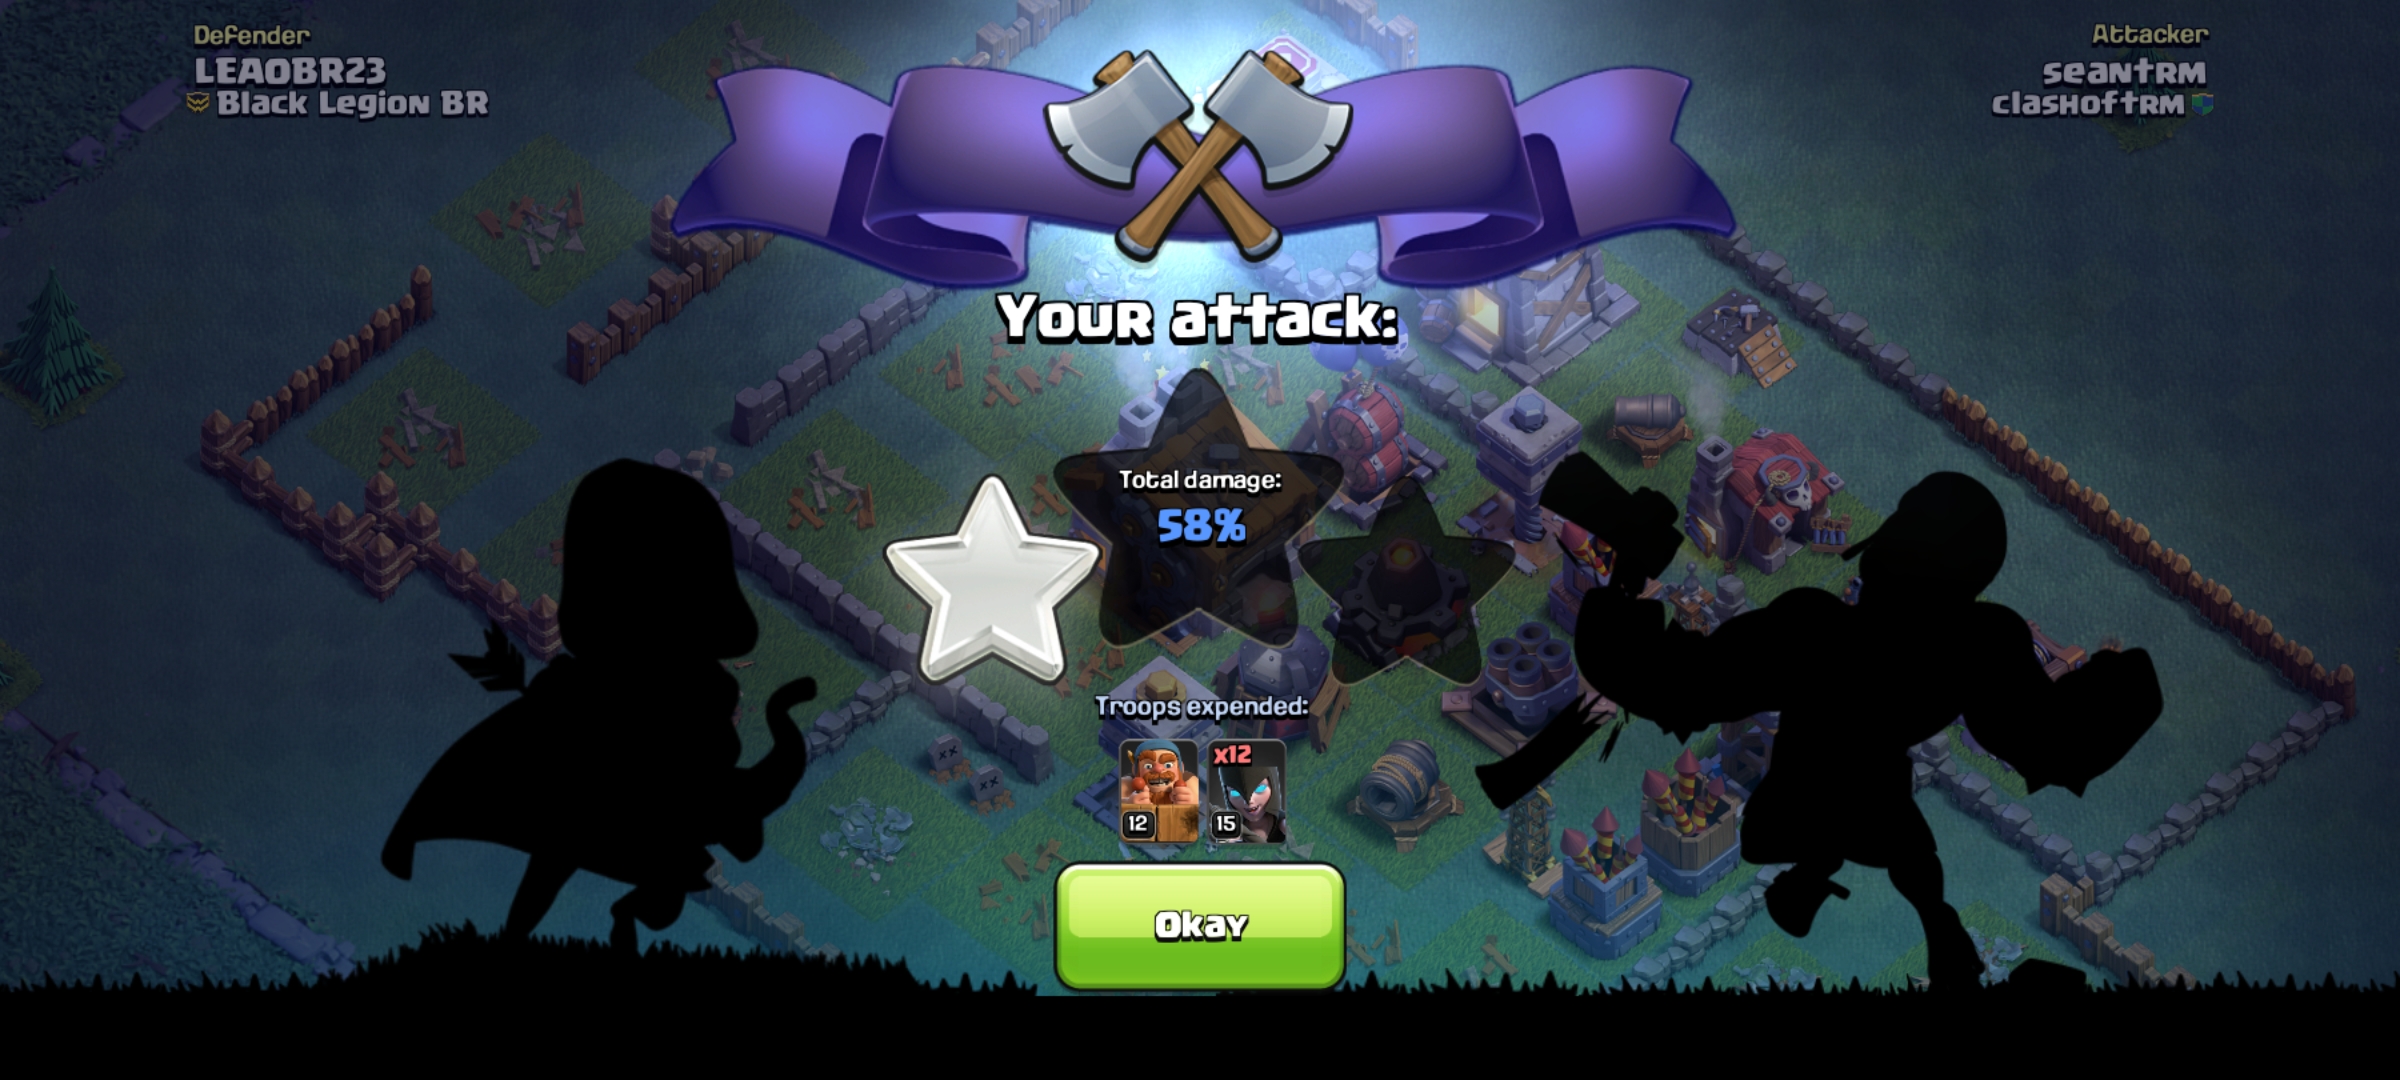 Defender
LEAOBR23
Black Legion BR
Attacker
seantRM
clashoftRM
Your attack:
Total damage:
58%
Troops expended:
x12
12
15
Okay